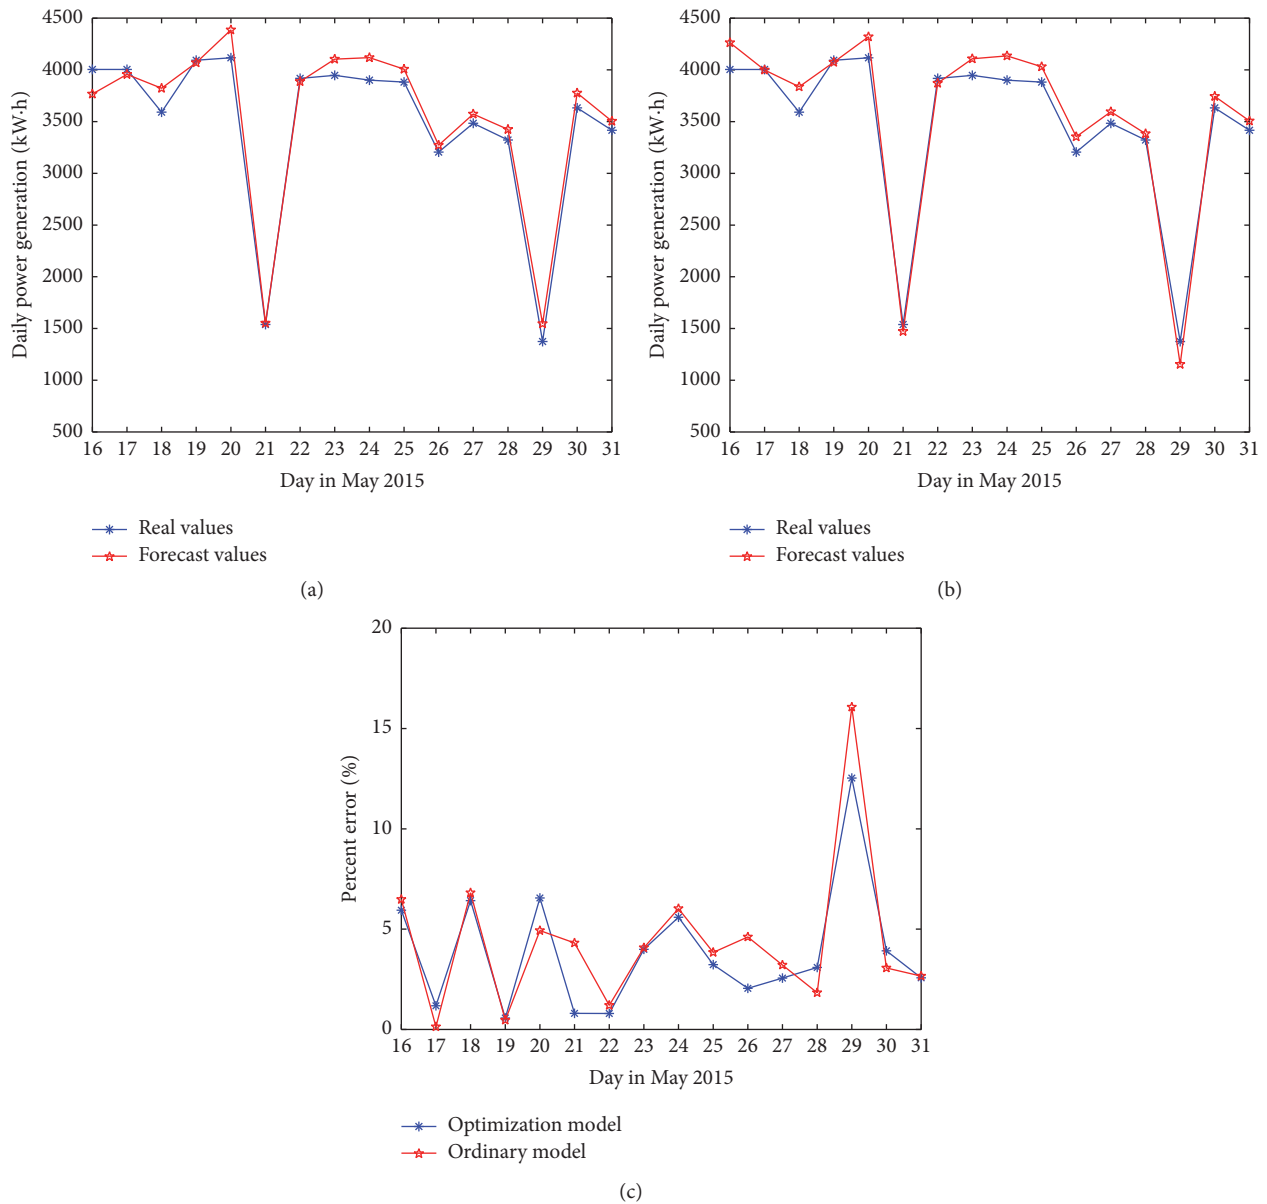 4500
4000
3500
3000
2500
2000
1500
1000
500
Daily power generation (kW·h)
16 17 18 19 20 21 22 23 24 25 26 27 28 29 30 31
Day in May 2015
Real values
Forecast values
(a)
4500
4000
3500
3000
2500
2000
1500
1000
500
Daily power generation (kW·h)
16 17 18 19 20 21 22 23 24 25 26 27 28 29 30 31
Day in May 2015
Real values
Forecast values
(b)
20
15
10
5
0
Percent error (%)
16 17 18 19 20 21 22 23 24 25 26 27 28 29 30 31
Day in May 2015
Optimization model
Ordinary model
(c)